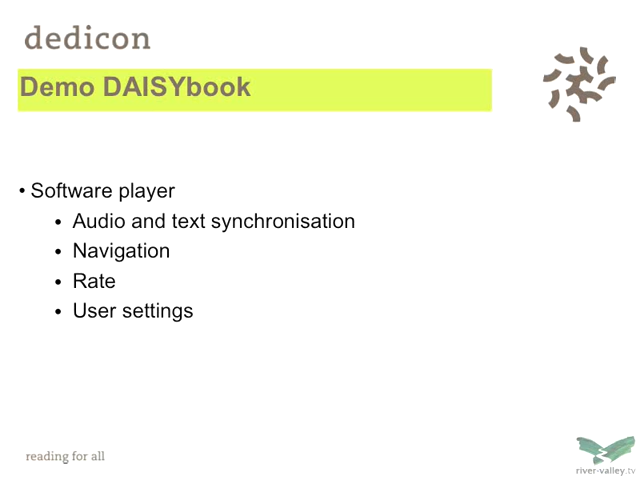 dedicon
Demo DAISYbook
• Software player
• Audio and text synchronisation
• Navigation
• Rate
• User settings
reading for all
river-valley.tv